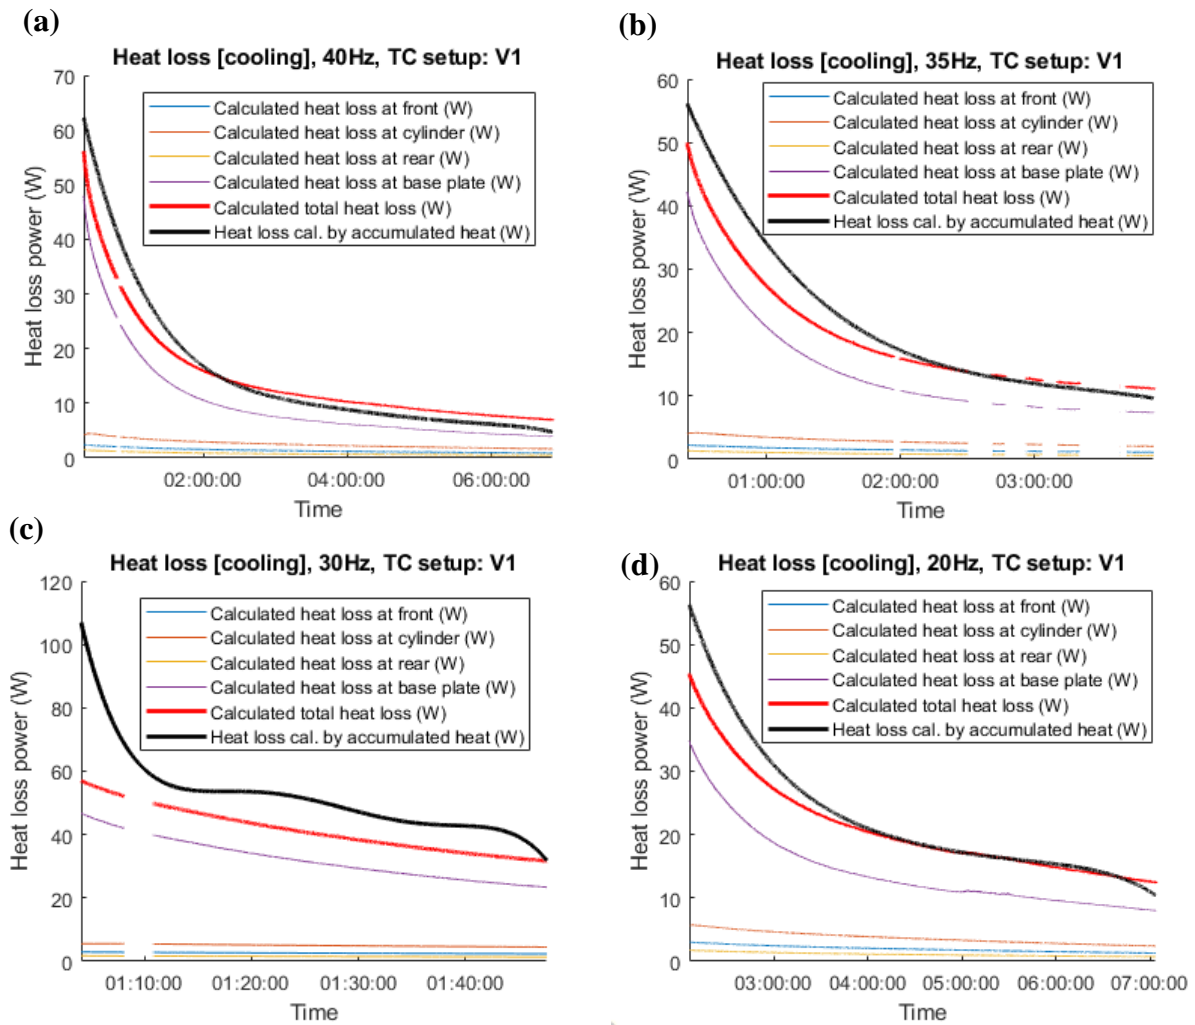 (a)
Heat loss [cooling], 40Hz, TC setup: V1
70
60
50
40
30
20
10
0
Heat loss power (W)
Calculated heat loss at front (W)
Calculated heat loss at cylinder (W)
Calculated heat loss at rear (W)
Calculated heat loss at base plate (W)
Calculated total heat loss (W)
Heat loss cal. by accumulated heat (W)
02:00:00 04:00:00 06:00:00
Time
(b)
Heat loss [cooling], 35Hz, TC setup: V1
60
50
40
30
20
10
0
Heat loss power (W)
Calculated heat loss at front (W)
Calculated heat loss at cylinder (W)
Calculated heat loss at rear (W)
Calculated heat loss at base plate (W)
Calculated total heat loss (W)
Heat loss cal. by accumulated heat (W)
01:00:00 02:00:00 03:00:00
Time
(c)
Heat loss [cooling], 30Hz, TC setup: V1
120
100
80
60
40
20
0
Heat loss power (W)
Calculated heat loss at front (W)
Calculated heat loss at cylinder (W)
Calculated heat loss at rear (W)
Calculated heat loss at base plate (W)
Calculated total heat loss (W)
Heat loss cal. by accumulated heat (W)
01:10:00 01:20:00 01:30:00 01:40:00
Time
(d)
Heat loss [cooling], 20Hz, TC setup: V1
60
50
40
30
20
10
0
Heat loss power (W)
Calculated heat loss at front (W)
Calculated heat loss at cylinder (W)
Calculated heat loss at rear (W)
Calculated heat loss at base plate (W)
Calculated total heat loss (W)
Heat loss cal. by accumulated heat (W)
03:00:00 04:00:00 05:00:00 06:00:00 07:00:00
Time